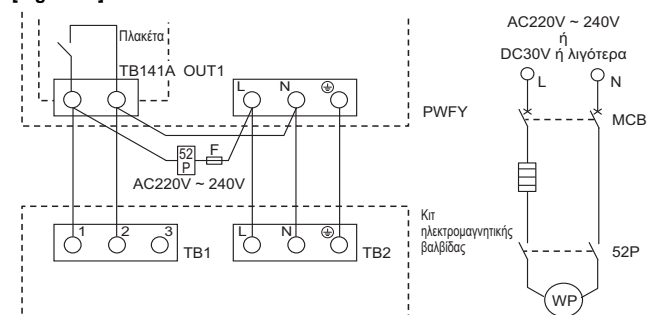 Πλακέτα
TB141A OUT1
L N
52
P
F
AC220V ~ 240V
PWFY
1 2 3
TB1
L N
TB2
Κιτ
ηλεκτρομαγνητικής
βαλβίδας
AC220V ~ 240V
ή
DC30V ή λιγότερα
L N
MCB
52P
WP